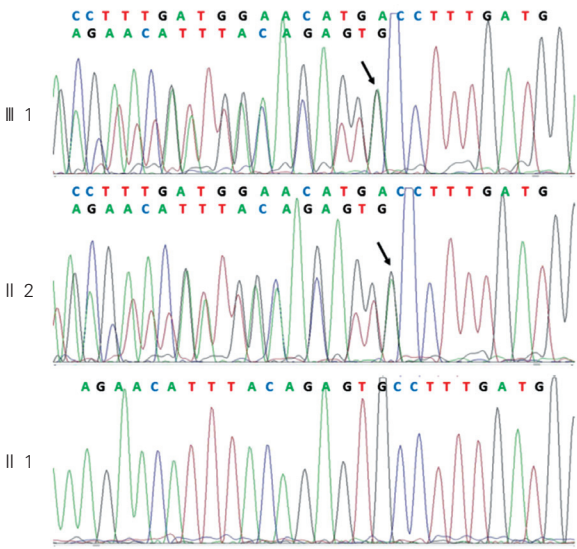 C C T T T G A T G G A A C A T G A C C T T T G A T G
A G A A C A T T T A C A G A G T G
Ⅲ 1
C C T T T G A T G G A A C A T G A C C T T T G A T G
A G A A C A T T T A C A G A G T G
Ⅱ 2
A G A A C A T T T A C A G A G T G C C T T T G A T G
Ⅱ 1